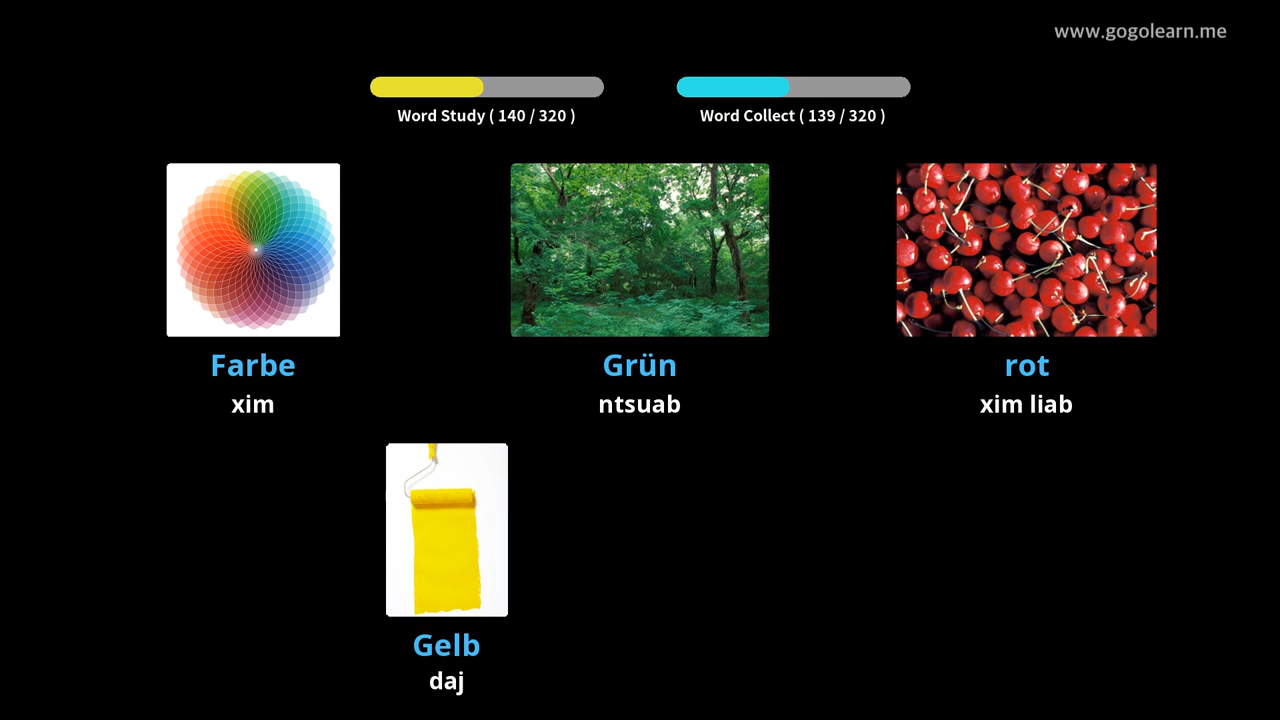 www.gogolearn.me
Word Study ( 140 / 320 )
Word Collect ( 139 / 320 )
Farbe
xim
Grün
ntsuab
rot
xim liab
Gelb
daj